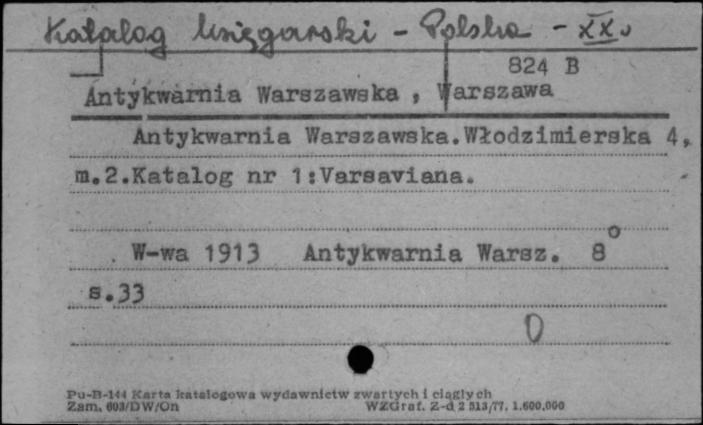 Katalog księgarski - Polska - XX w
824 B
Antykwarnia Warszawska , Warszawa
Antykwarnia Warszawska.Włodzimierska 4,
m.2.Katalog nr 1:Varsaviana.
W-wa 1913 Antykwarnia Warsz. 8°
s.33
0
Pu-B-144 Karta katalogowa wydawnictw zwartych i ciągłych
Zam. 603/DW/On WZGraf. Z-d 2 513/77. 1.600.000